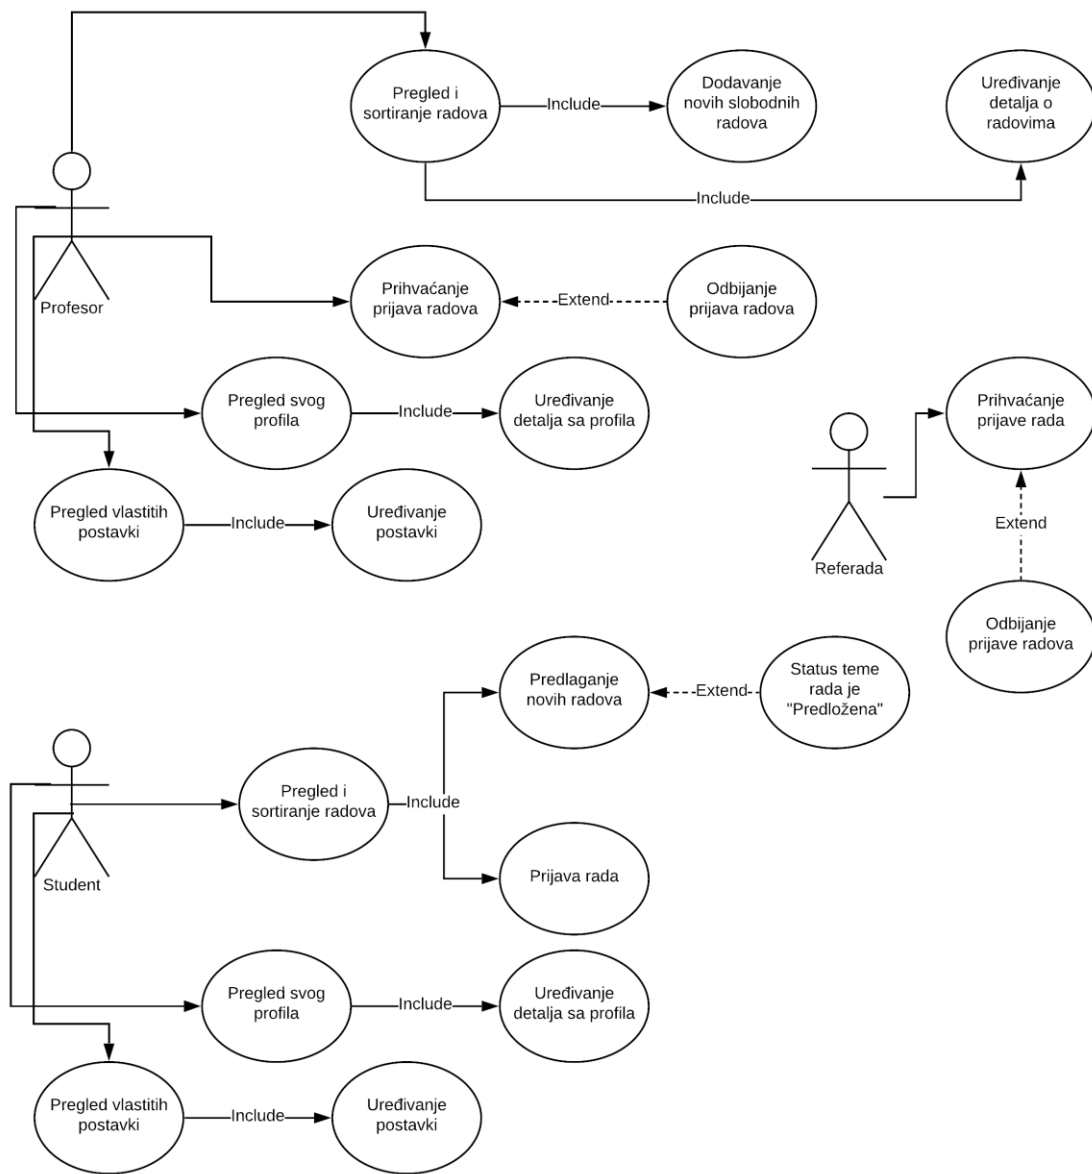 Pregled i
sortiranje radova
Include
Dodavanje
novih slobodnih
radova
Uređivanje
detalja o
radovima
Include
Profesor
Prihvaćanje
prijava radova
Extend
Odbijanje
prijava radova
Pregled svog
profila
Include
Uređivanje
detalja sa profila
Prihvaćanje
prijave rada
Pregled vlastitih
postavki
Include
Uređivanje
postavki
Extend
Referada
Odbijanje
prijave radova
Predlaganje
novih radova
Extend
Status teme
rada je
"Predložena"
Pregled i
sortiranje radova
Include
Student
Prijava rada
Pregled svog
profila
Include
Uređivanje
detalja sa profila
Pregled vlastitih
postavki
Include
Uređivanje
postavki